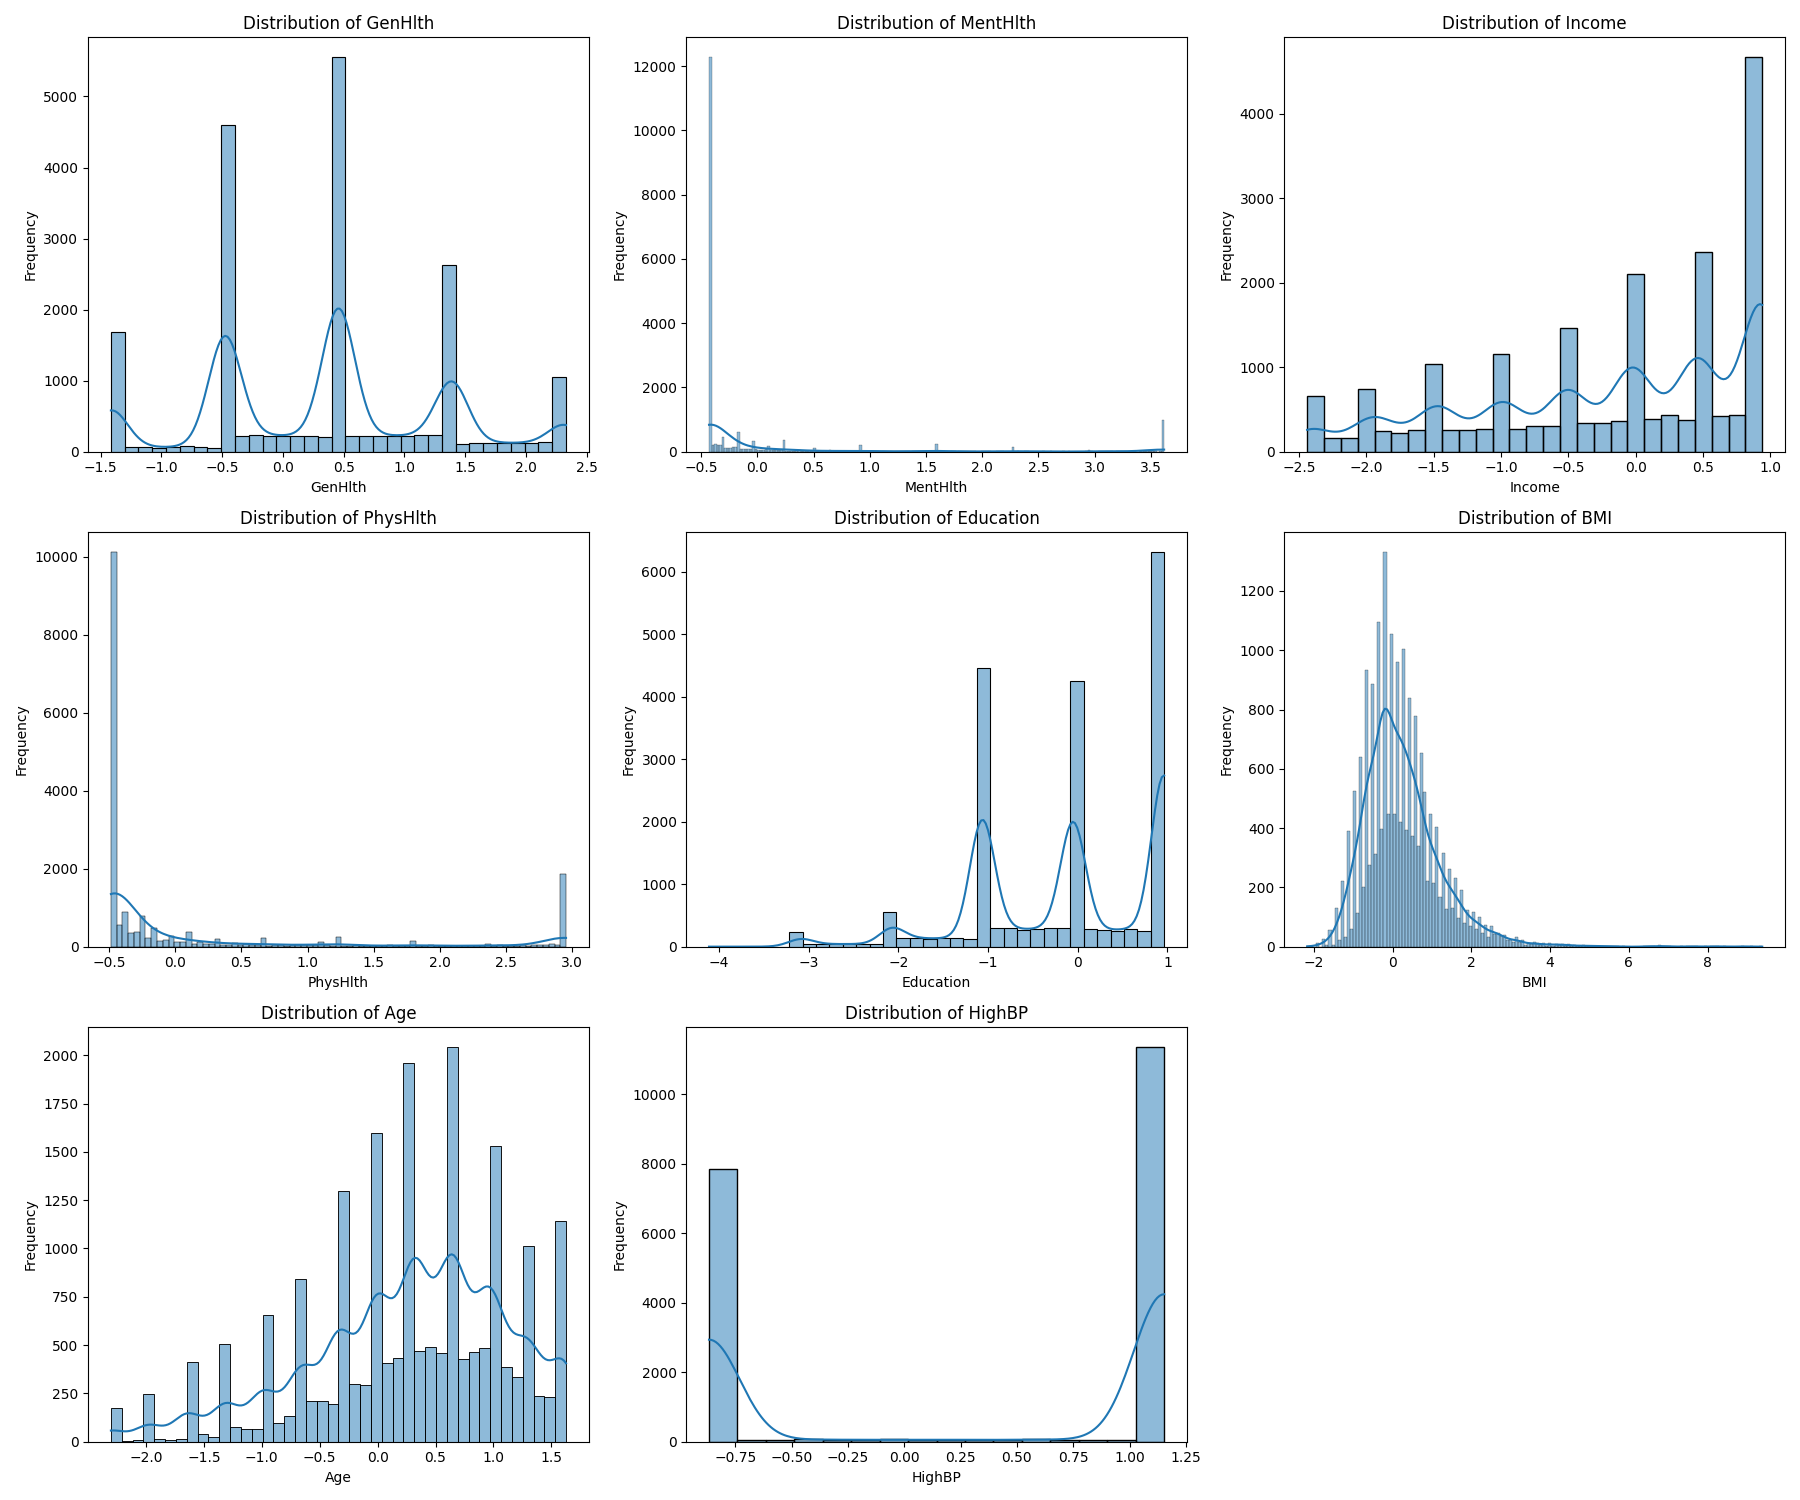 Distribution of GenHlth
Frequency
5000
4000
3000
2000
1000
0
−1.5 −1.0 −0.5 0.0 0.5 1.0 1.5 2.0 2.5
GenHlth
Distribution of MentHlth
Frequency
12000
10000
8000
6000
4000
2000
0
−0.5 0.0 0.5 1.0 1.5 2.0 2.5 3.0 3.5
MentHlth
Distribution of Income
Frequency
4000
3000
2000
1000
0
−2.5 −2.0 −1.5 −1.0 −0.5 0.0 0.5 1.0
Income
Distribution of PhysHlth
Frequency
10000
8000
6000
4000
2000
0
−0.5 0.0 0.5 1.0 1.5 2.0 2.5 3.0
PhysHlth
Distribution of Education
Frequency
6000
5000
4000
3000
2000
1000
0
−4 −3 −2 −1 0 1
Education
Distribution of BMI
Frequency
1200
1000
800
600
400
200
0
−2 0 2 4 6 8
BMI
Distribution of Age
Frequency
2000
1750
1500
1250
1000
750
500
250
0
−2.0 −1.5 −1.0 −0.5 0.0 0.5 1.0 1.5
Age
Distribution of HighBP
Frequency
10000
8000
6000
4000
2000
0
−0.75 −0.50 −0.25 0.00 0.25 0.50 0.75 1.00 1.25
HighBP